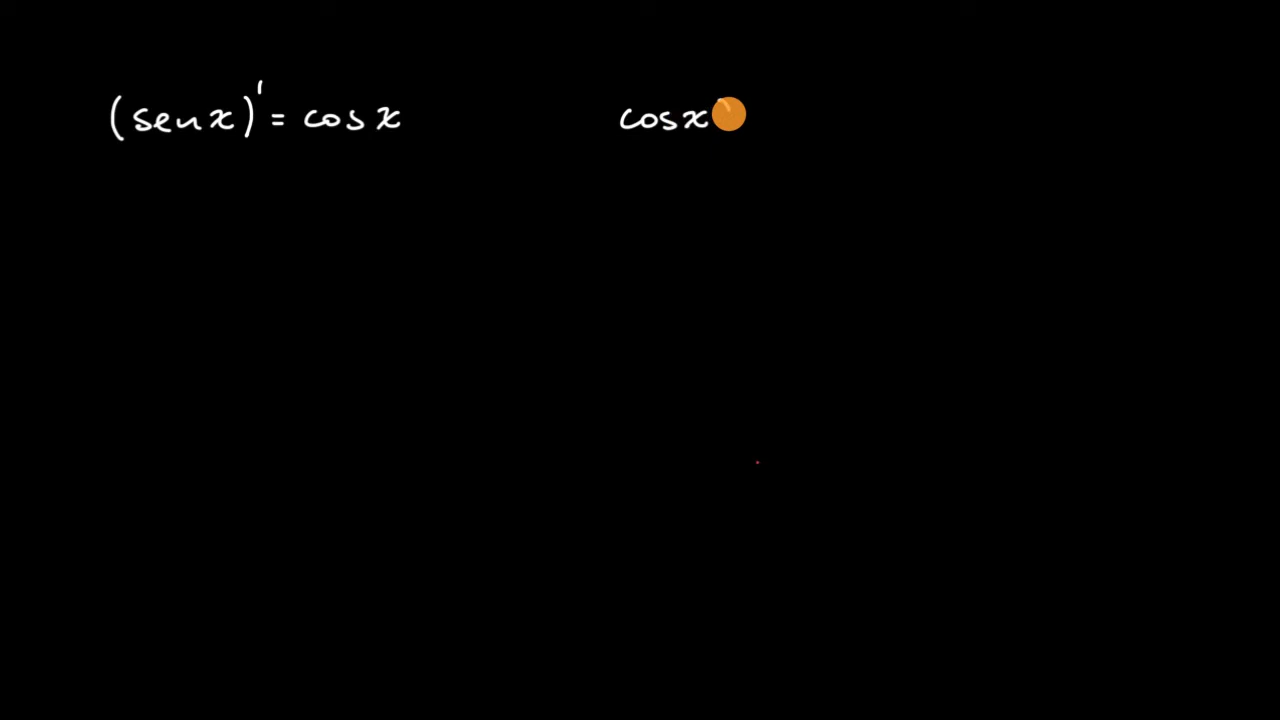 (sen x)' = cos x cos x